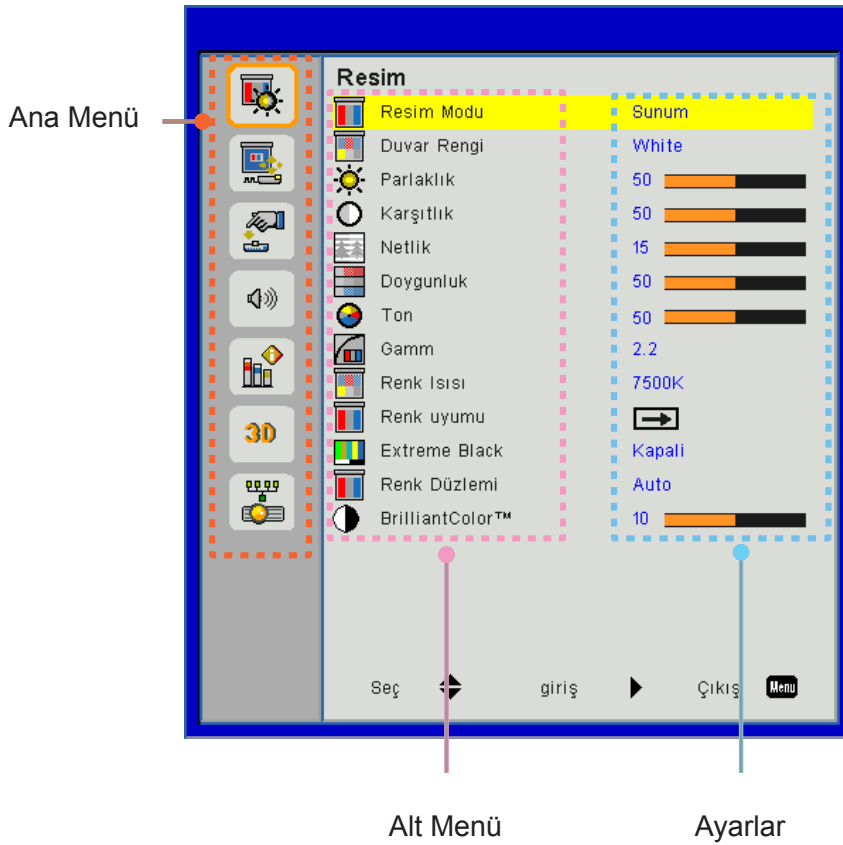 Resim
Ana Menü
Resim Modu Sunum
Duvar Rengi White
Parlaklık 50
Karşıtlık 50
Netlik 15
Doygunluk 50
Ton 50
Gamm 2.2
Renk Isısı 7500K
Renk uyumu
3D
Extreme Black Kapali
Renk Düzlemi Auto
BrilliantColor™ 10
Seç giriş Çıkış Menu
Alt Menü Ayarlar